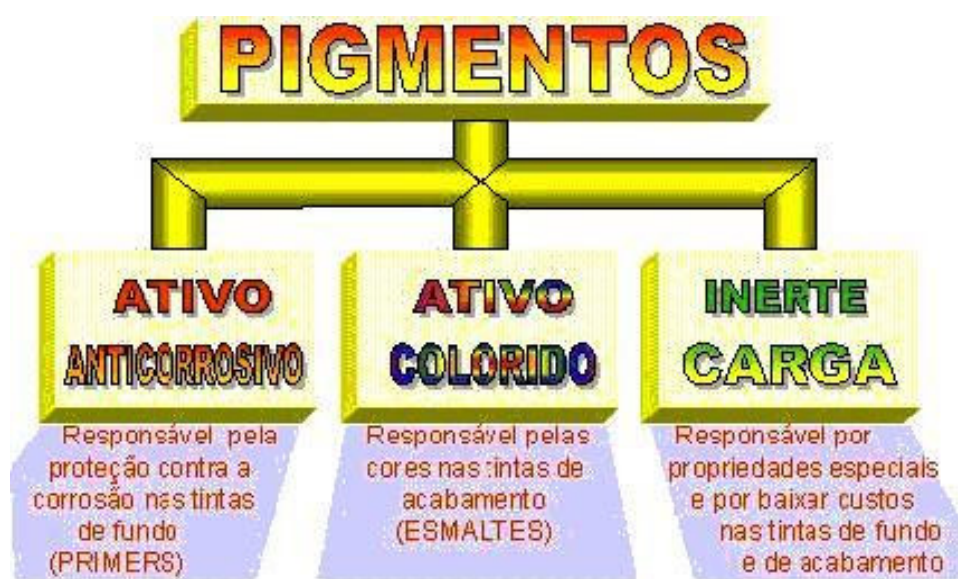 PIGMENTOS
ATIVO
ANTICORROSIVO
ATIVO
COLORIDO
INERTE
CARGA
Responsável pela
proteção contra a
corrosão nas tintas
de fundo
(PRIMERS)
Responsável pelas
cores nas tintas de
acabamento
(ESMALTES)
Responsável por
propriedades especiais
e por baixar custos
nas tintas de fundo
e de acabamento